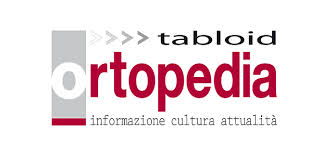 >>>> tabloid
ortopedia
informazione cultura attualità